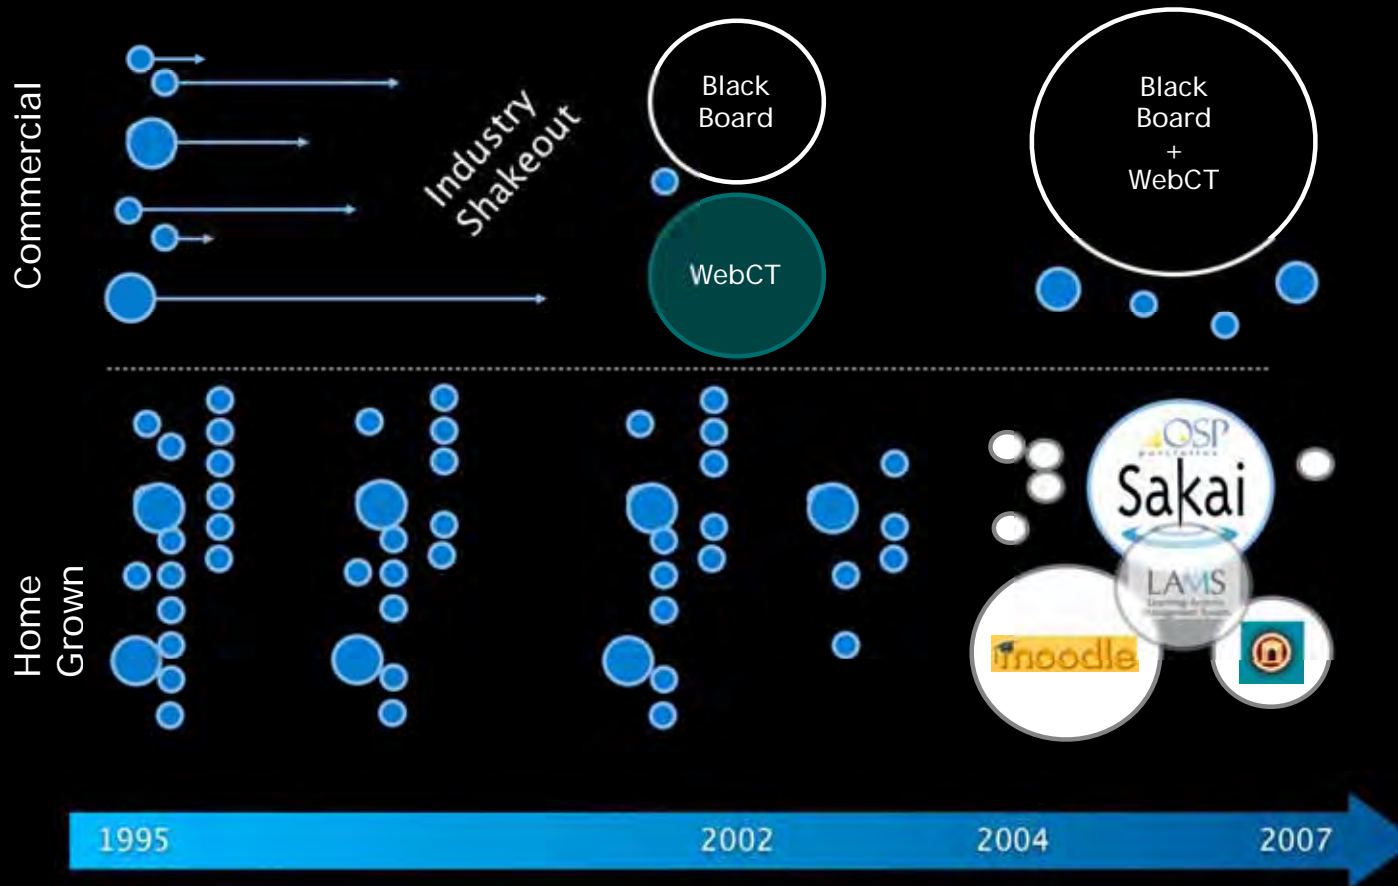 Commercial
Industry
Shakeout
Black
Board
WebCT
Black
Board
+
WebCT
Home
Grown
OSP
portfolios
Sakai
LAMS
moodle
1995
2002
2004
2007